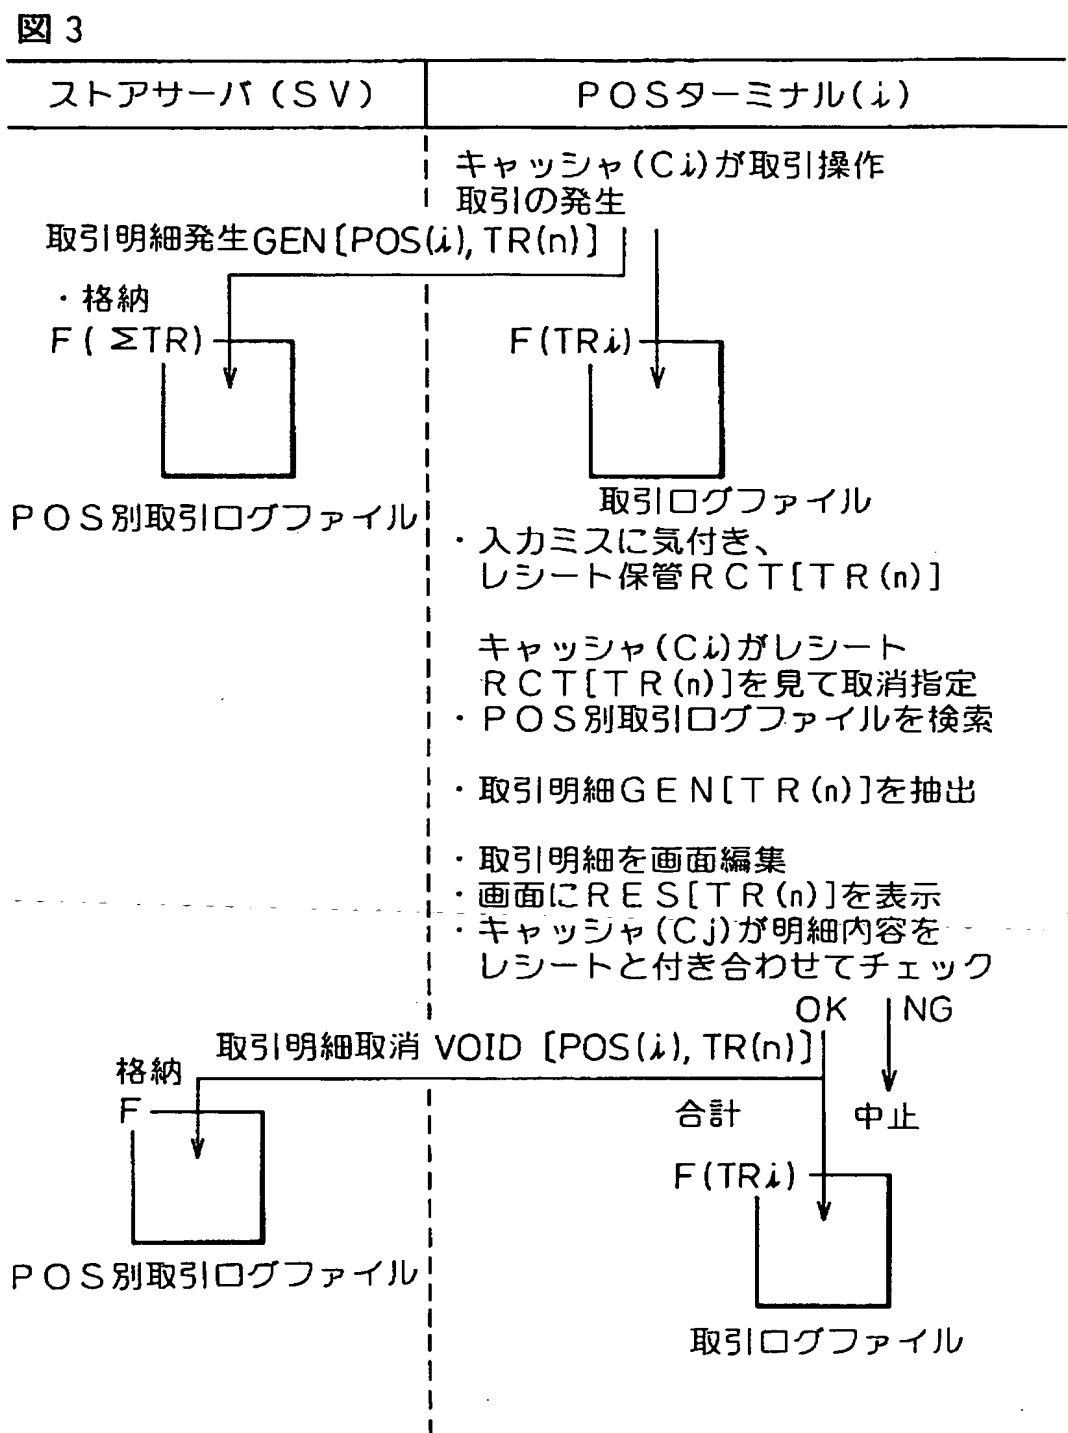 図3
ストアサーバ(SV)
POSターミナル(i)
キャッシャ(Ci)が取引操作
取引の発生
取引明細発生GEN[POS(i),TR(n)]
・格納
F(ΣTR)
F(TRi)
取引ログファイル
POS別取引ログファイル
・入力ミスに気付き、
レシート保管RCT[TR(n)]
キャッシャ(Ci)がレシート
RCT[TR(n)]を見て取消指定
・POS別取引ログファイルを検索
・取引明細GEN[TR(n)]を抽出
・取引明細を画面編集
・画面にRES[TR(n)]を表示
・キャッシャ(Cj)が明細内容を
レシートと付き合わせてチェック
OK NG
取引明細取消 VOID [POS(i),TR(n)]
格納
F
合計
中止
F(TRi)
POS別取引ログファイル
取引ログファイル